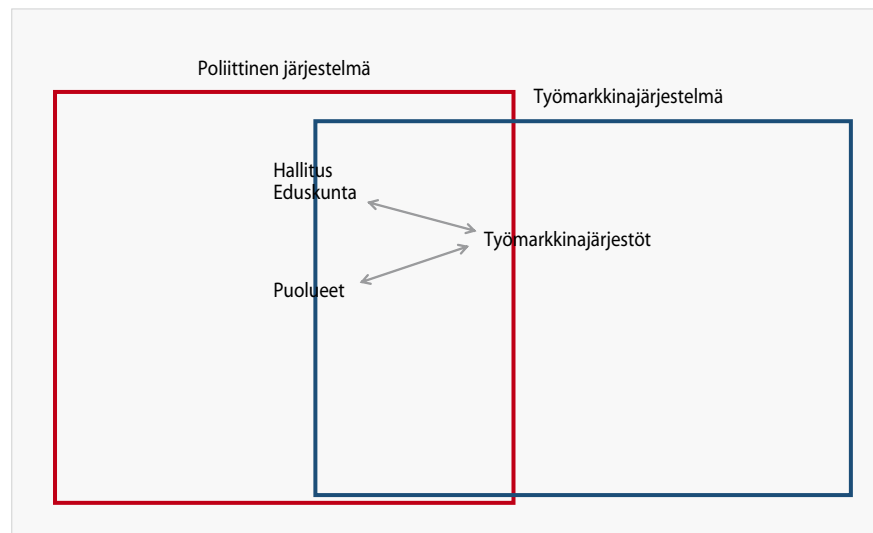 Poliittinen järjestelmä
Työmarkkinajärjestelmä
Hallitus
Eduskunta
Työmarkkinajärjestöt
Puolueet